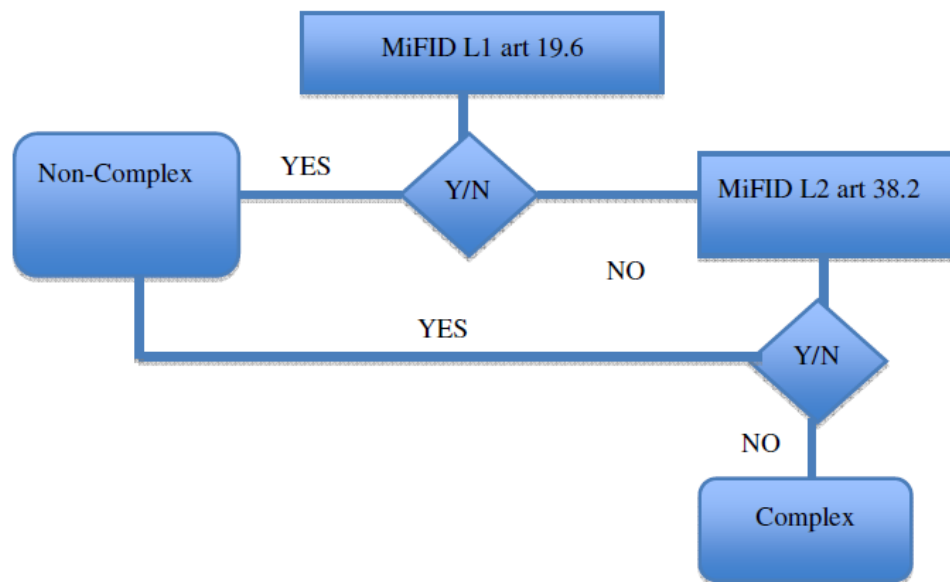 MiFID L1 art 19.6
Non-Complex
YES
Y/N
MiFID L2 art 38.2
NO
YES
Y/N
NO
Complex